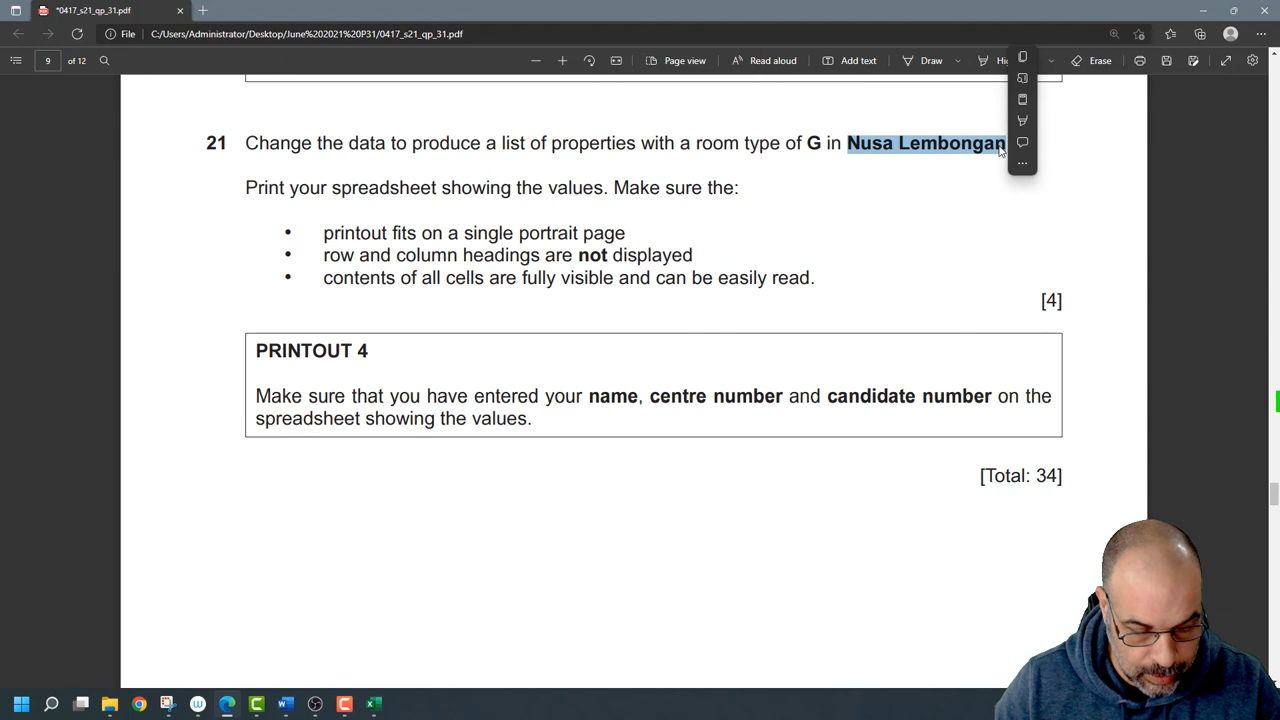 *0417_s21_qp_31.pdf
File C:/Users/Administrator/Desktop/June%202021%20P31/0417_s21_qp_31.pdf
9 of 12 Page view Read aloud Add text Draw Erase
21 Change the data to produce a list of properties with a room type of G in Nusa Lembongan
Print your spreadsheet showing the values. Make sure the:
• printout fits on a single portrait page
• row and column headings are not displayed
• contents of all cells are fully visible and can be easily read.
[4]
PRINTOUT 4
Make sure that you have entered your name, centre number and candidate number on the
spreadsheet showing the values.
[Total: 34]